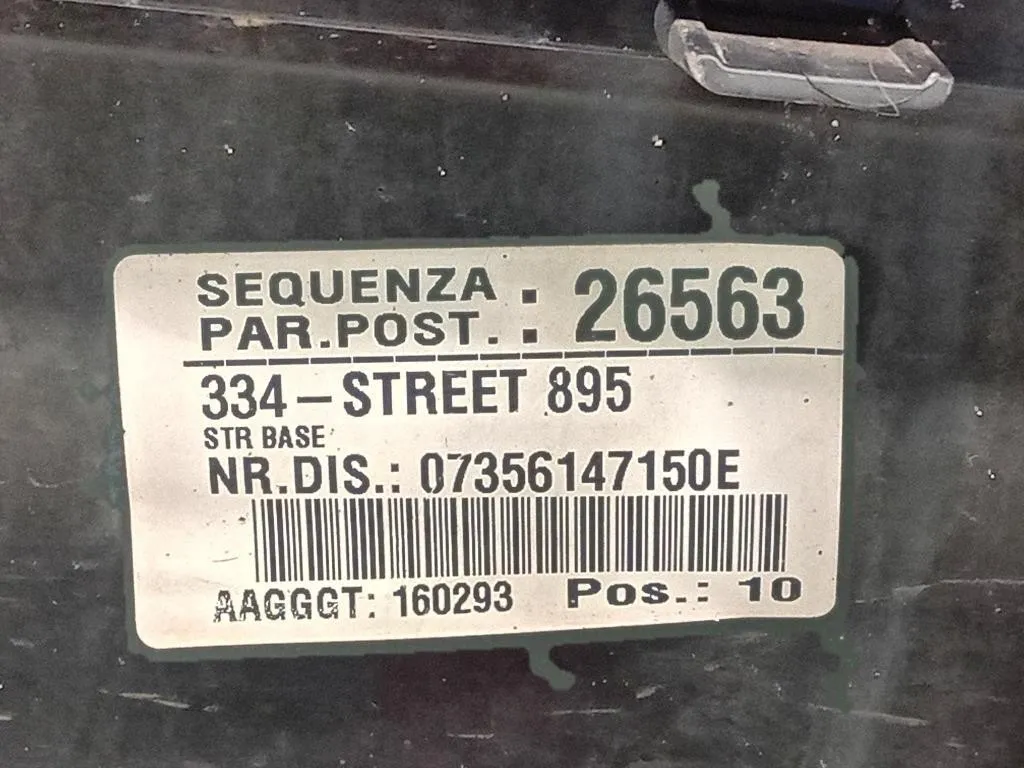 SEQUENZA : 26563
PAR.POST. :
334-STREET 895
STR BASE
NR.DIS.: 07356147150E
AAGGGT: 160293 Pos.: 10